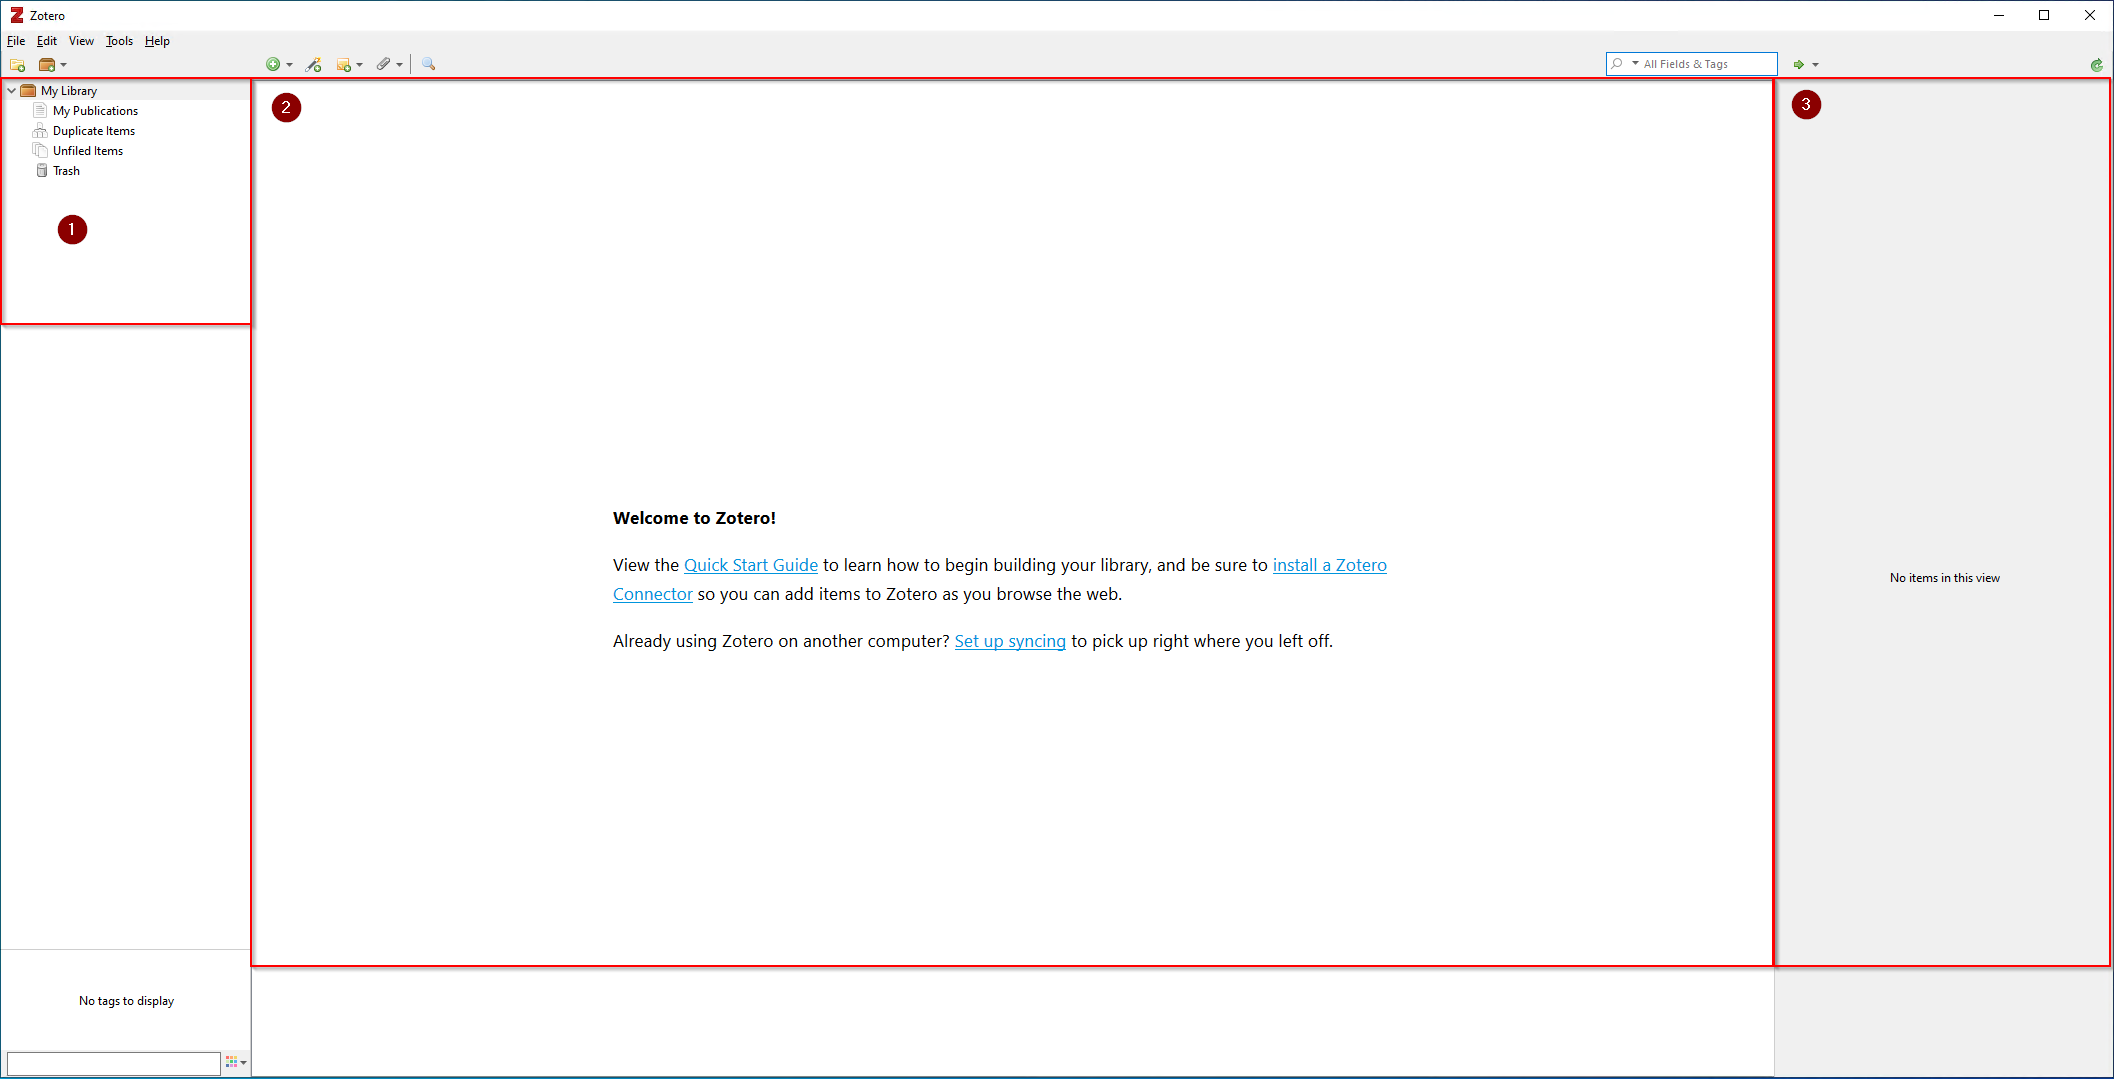 Zotero
File Edit View Tools Help
All Fields & Tags
My Library
My Publications
Duplicate Items
Unfiled Items
Trash
1
2
3
Welcome to Zotero!
View the Quick Start Guide to learn how to begin building your library, and be sure to install a Zotero
Connector so you can add items to Zotero as you browse the web.
Already using Zotero on another computer? Set up syncing to pick up right where you left off.
No items in this view
No tags to display